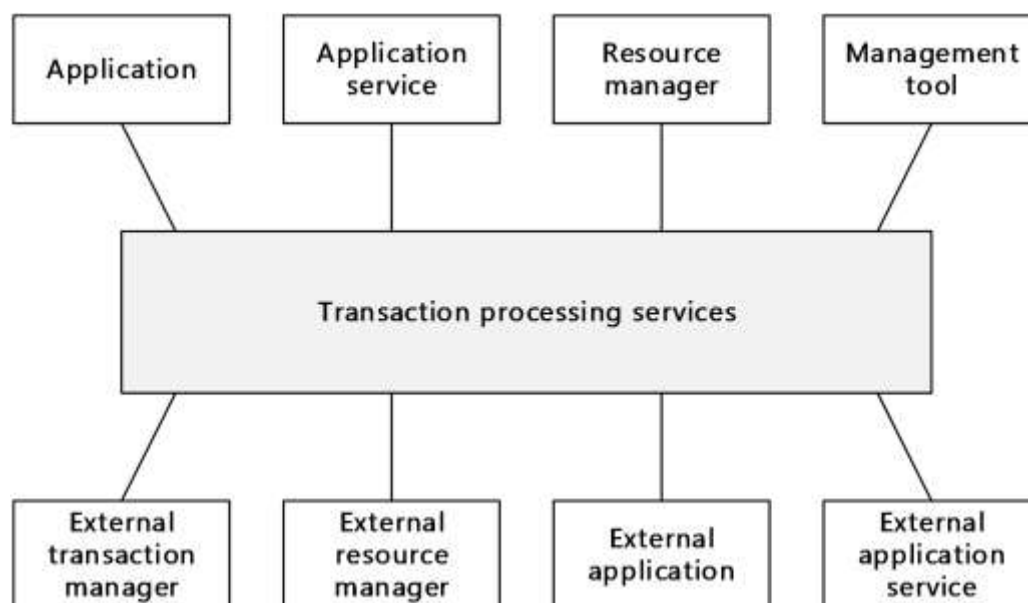 Application
Application
service
Resource
manager
Management
tool
Transaction processing services
External
transaction
manager
External
resource
manager
External
application
External
application
service